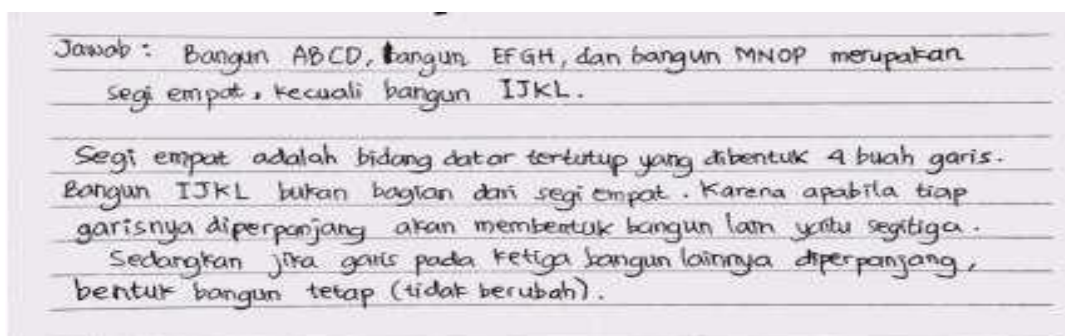 Jawab : Bangun ABCD, bangun EFGH, dan bangun MNOP merupakan
segi empat, kecuali bangun IJKL.
Segi empat adalah bidang datar tertutup yang dibentuk 4 buah garis.
Bangun IJKL bukan bagian dari segi empat. Karena apabila tiap
garisnya diperpanjang akan membentuk bangun lain yaitu segitiga.
Sedangkan jika garis pada ketiga bangun lainnya diperpanjang,
bentuk bangun tetap (tidak berubah).